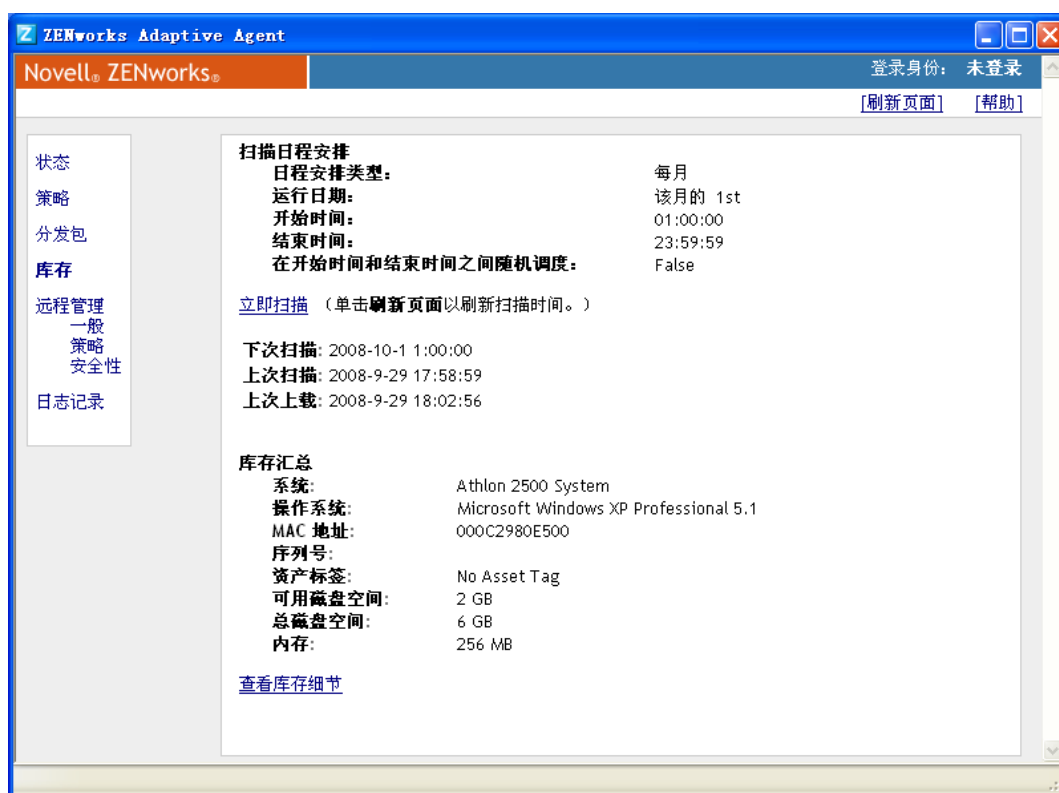 ZENworks Adaptive Agent
Novell® ZENworks®
登录身份： 未登录
[刷新页面] [帮助]
状态
策略
分发包
库存
远程管理
一般
策略
安全性
日志记录
扫描日程安排
日程安排类型： 每月
运行日期： 该月的 1st
开始时间： 01:00:00
结束时间： 23:59:59
在开始时间和结束时间之间随机调度： False
立即扫描 （单击刷新页面以刷新扫描时间。）
下次扫描: 2008-10-1 1:00:00
上次扫描: 2008-9-29 17:58:59
上次上载: 2008-9-29 18:02:56
库存汇总
系统: Athlon 2500 System
操作系统: Microsoft Windows XP Professional 5.1
MAC 地址: 000C2980E500
序列号:
资产标签: No Asset Tag
可用磁盘空间: 2 GB
总磁盘空间: 6 GB
内存: 256 MB
查看库存细节